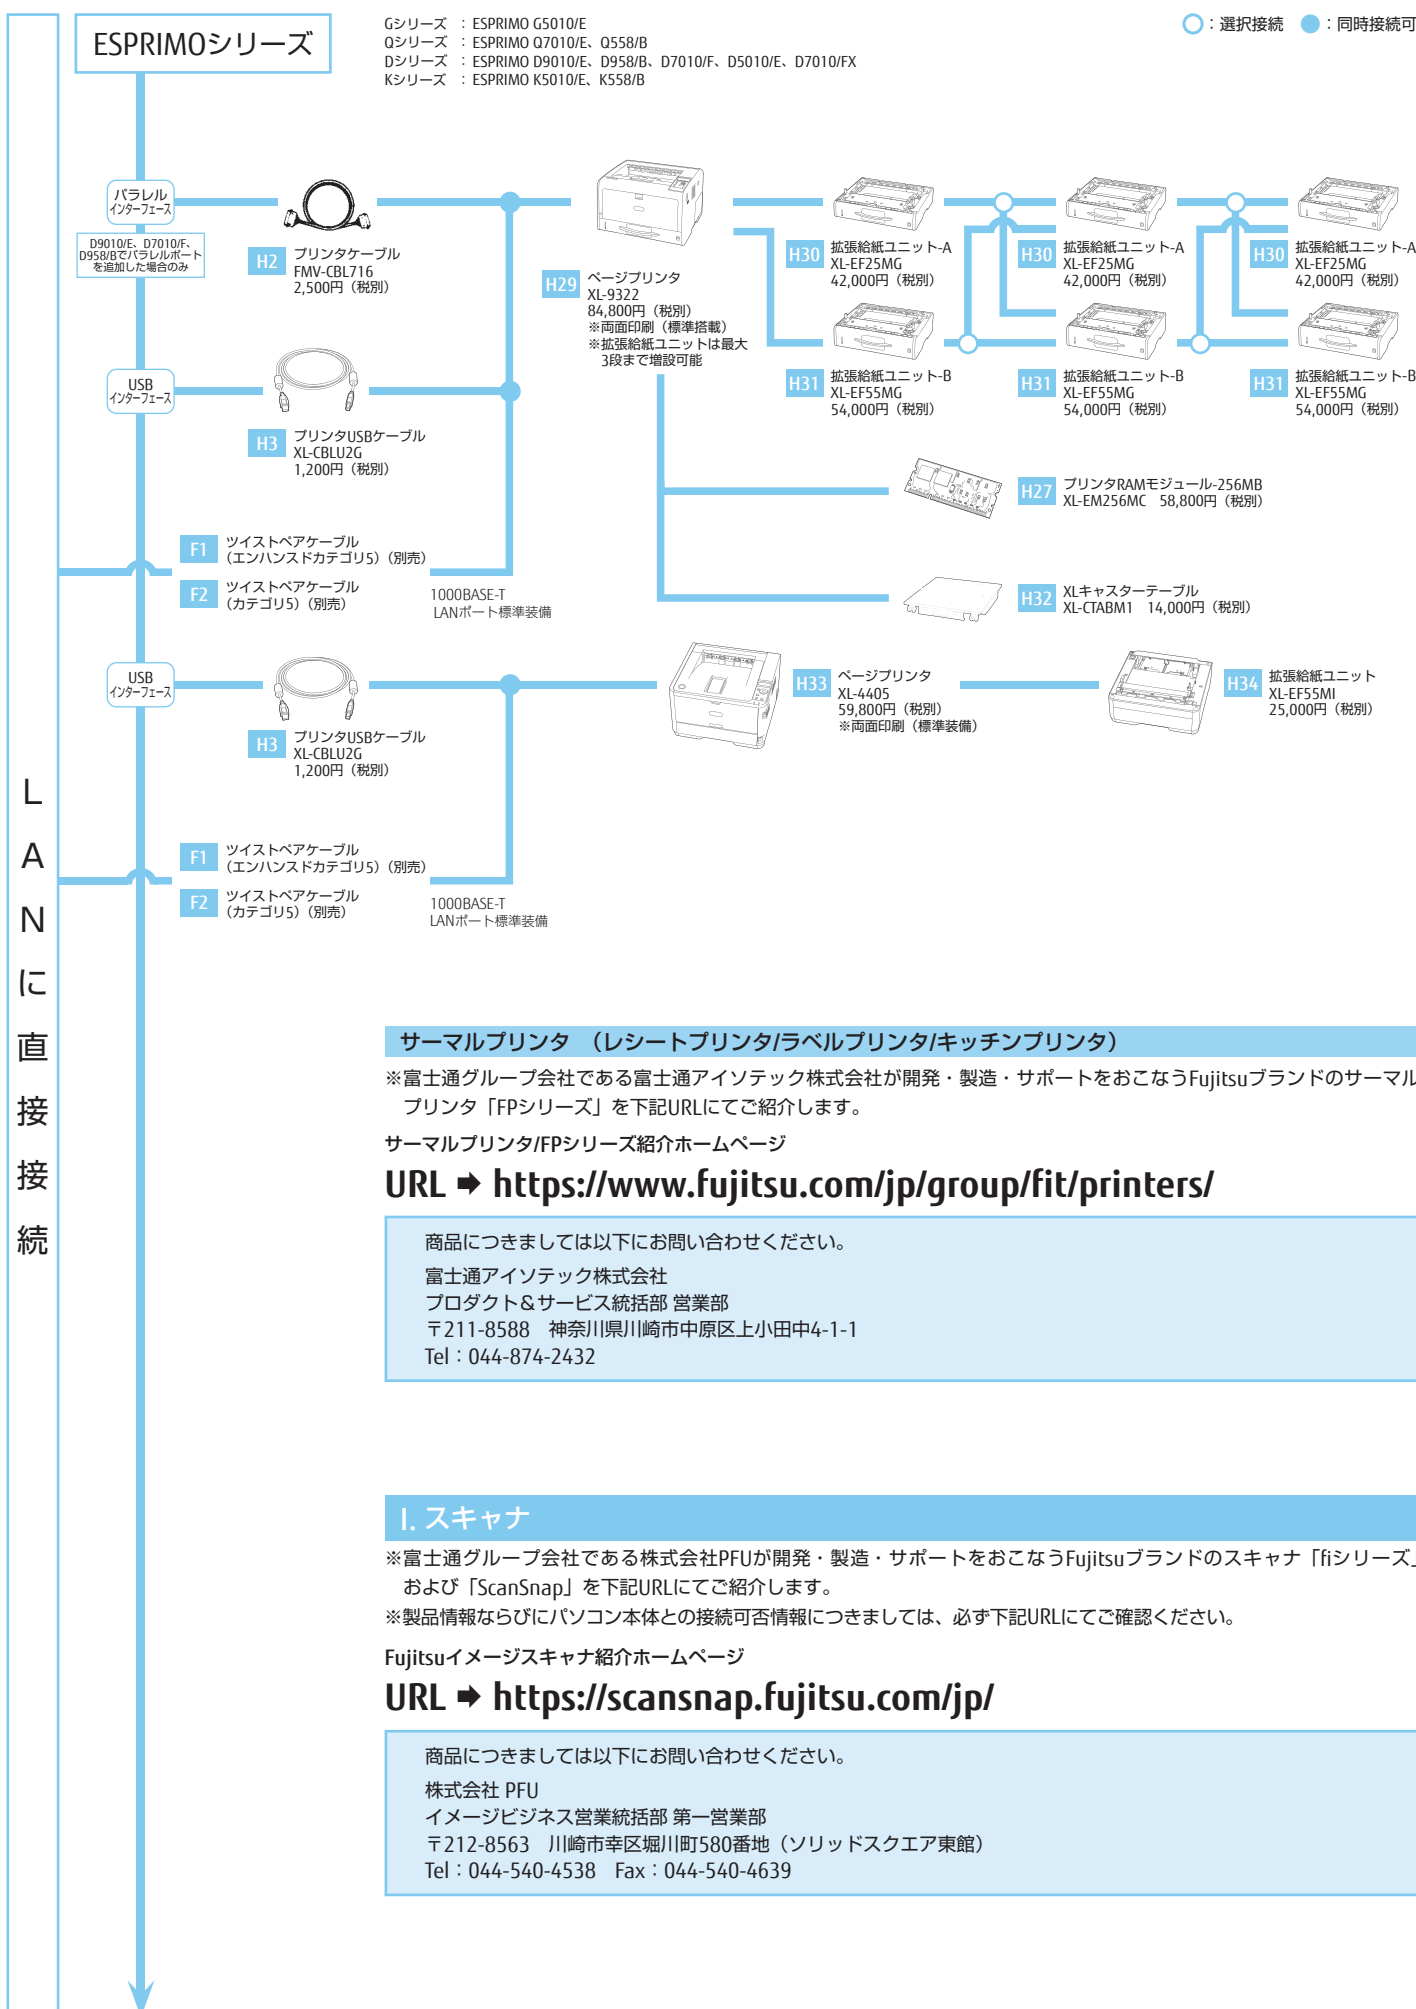 ESPRIMOシリーズ
Gシリーズ ：ESPRIMO G5010/E
Qシリーズ ：ESPRIMO Q7010/E、Q558/B
Dシリーズ ：ESPRIMO D9010/E、D958/B、D7010/F、D5010/E、D7010/FX
Kシリーズ ：ESPRIMO K5010/E、K558/B
○：選択接続 ●：同時接続可
パラレル
インターフェース
D9010/E、D7010/F、
D958/Bでパラレルポート
を追加した場合のみ
H2 プリンタケーブル
FMV-CBL716
2,500円（税別）
H29 ページプリンタ
XL-9322
84,800円（税別）
※両面印刷（標準搭載）
※拡張給紙ユニットは最大
3段まで増設可能
H30 拡張給紙ユニット-A
XL-EF25MG
42,000円（税別）
H30 拡張給紙ユニット-A
XL-EF25MG
42,000円（税別）
H30 拡張給紙ユニット-A
XL-EF25MG
42,000円（税別）
H31 拡張給紙ユニット-B
XL-EF55MG
54,000円（税別）
H31 拡張給紙ユニット-B
XL-EF55MG
54,000円（税別）
H31 拡張給紙ユニット-B
XL-EF55MG
54,000円（税別）
USB
インターフェース
H3 プリンタUSBケーブル
XL-CBLU2G
1,200円（税別）
H27 プリンタRAMモジュール-256MB
XL-EM256MC 58,800円（税別）
F1 ツイストペアケーブル
（エンハンスドカテゴリ5）（別売）
F2 ツイストペアケーブル
（カテゴリ5）（別売）
1000BASE-T
LANポート標準装備
H32 XLキャスターテーブル
XL-CTABM1 14,000円（税別）
USB
インターフェース
H3 プリンタUSBケーブル
XL-CBLU2G
1,200円（税別）
H33 ページプリンタ
XL-4405
59,800円（税別）
※両面印刷（標準装備）
H34 拡張給紙ユニット
XL-EF55MI
25,000円（税別）
F1 ツイストペアケーブル
（エンハンスドカテゴリ5）（別売）
F2 ツイストペアケーブル
（カテゴリ5）（別売）
1000BASE-T
LANポート標準装備
LANに直接接続
サーマルプリンタ （レシートプリンタ/ラベルプリンタ/キッチンプリンタ）
※富士通グループ会社である富士通アイソテック株式会社が開発・製造・サポートをおこなうFujitsuブランドのサーマル
プリンタ「FPシリーズ」を下記URLにてご紹介します。
サーマルプリンタ/FPシリーズ紹介ホームページ
URL ➡ https://www.fujitsu.com/jp/group/fit/printers/
商品につきましては以下にお問い合わせください。
富士通アイソテック株式会社
プロダクト＆サービス統括部 営業部
〒211-8588 神奈川県川崎市中原区上小田中4-1-1
Tel：044-874-2432
I. スキャナ
※富士通グループ会社である株式会社PFUが開発・製造・サポートをおこなうFujitsuブランドのスキャナ「fiシリーズ」
および「ScanSnap」を下記URLにてご紹介します。
※製品情報ならびにパソコン本体との接続可否情報につきましては、必ず下記URLにてご確認ください。
Fujitsuイメージスキャナ紹介ホームページ
URL ➡ https://scansnap.fujitsu.com/jp/
商品につきましては以下にお問い合わせください。
株式会社 PFU
イメージビジネス営業統括部 第一営業部
〒212-8563 川崎市幸区堀川町580番地（ソリッドスクエア東館）
Tel：044-540-4538 Fax：044-540-4639